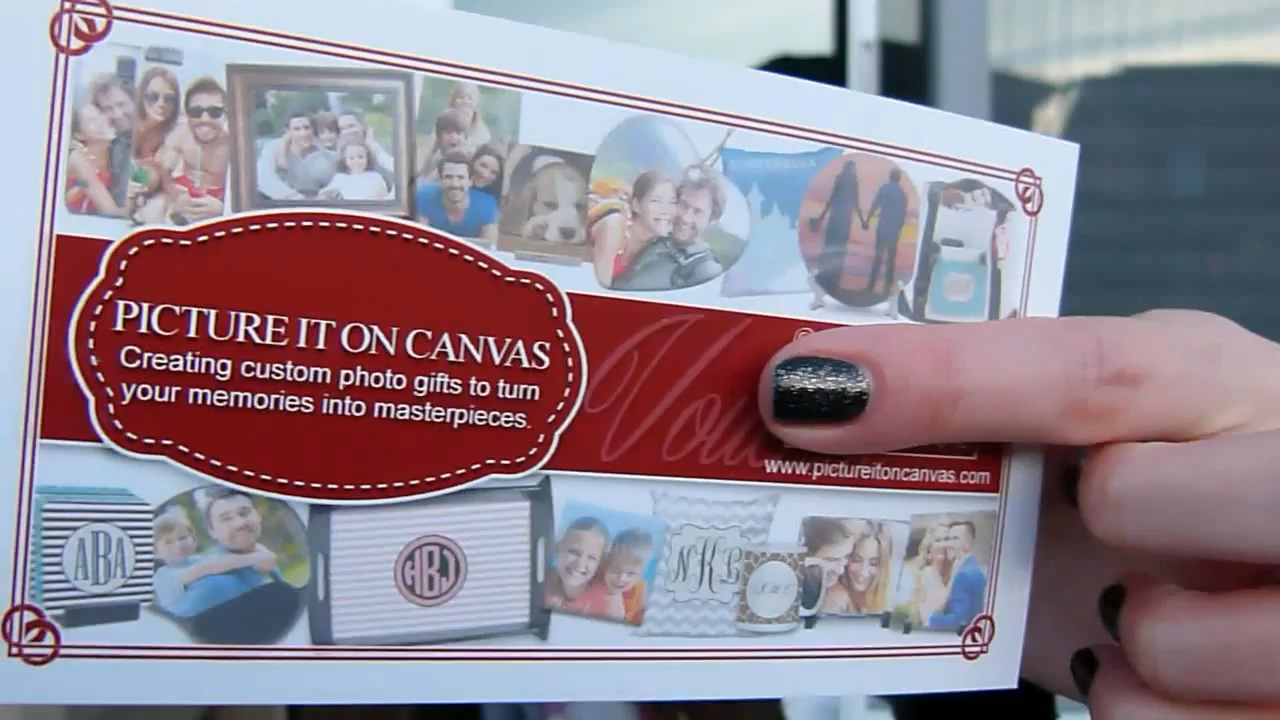 PICTURE IT ON CANVAS
Creating custom photo gifts to turn
your memories into masterpieces.
www.pictureitoncanvas.com
ABA
HBJ
NKL